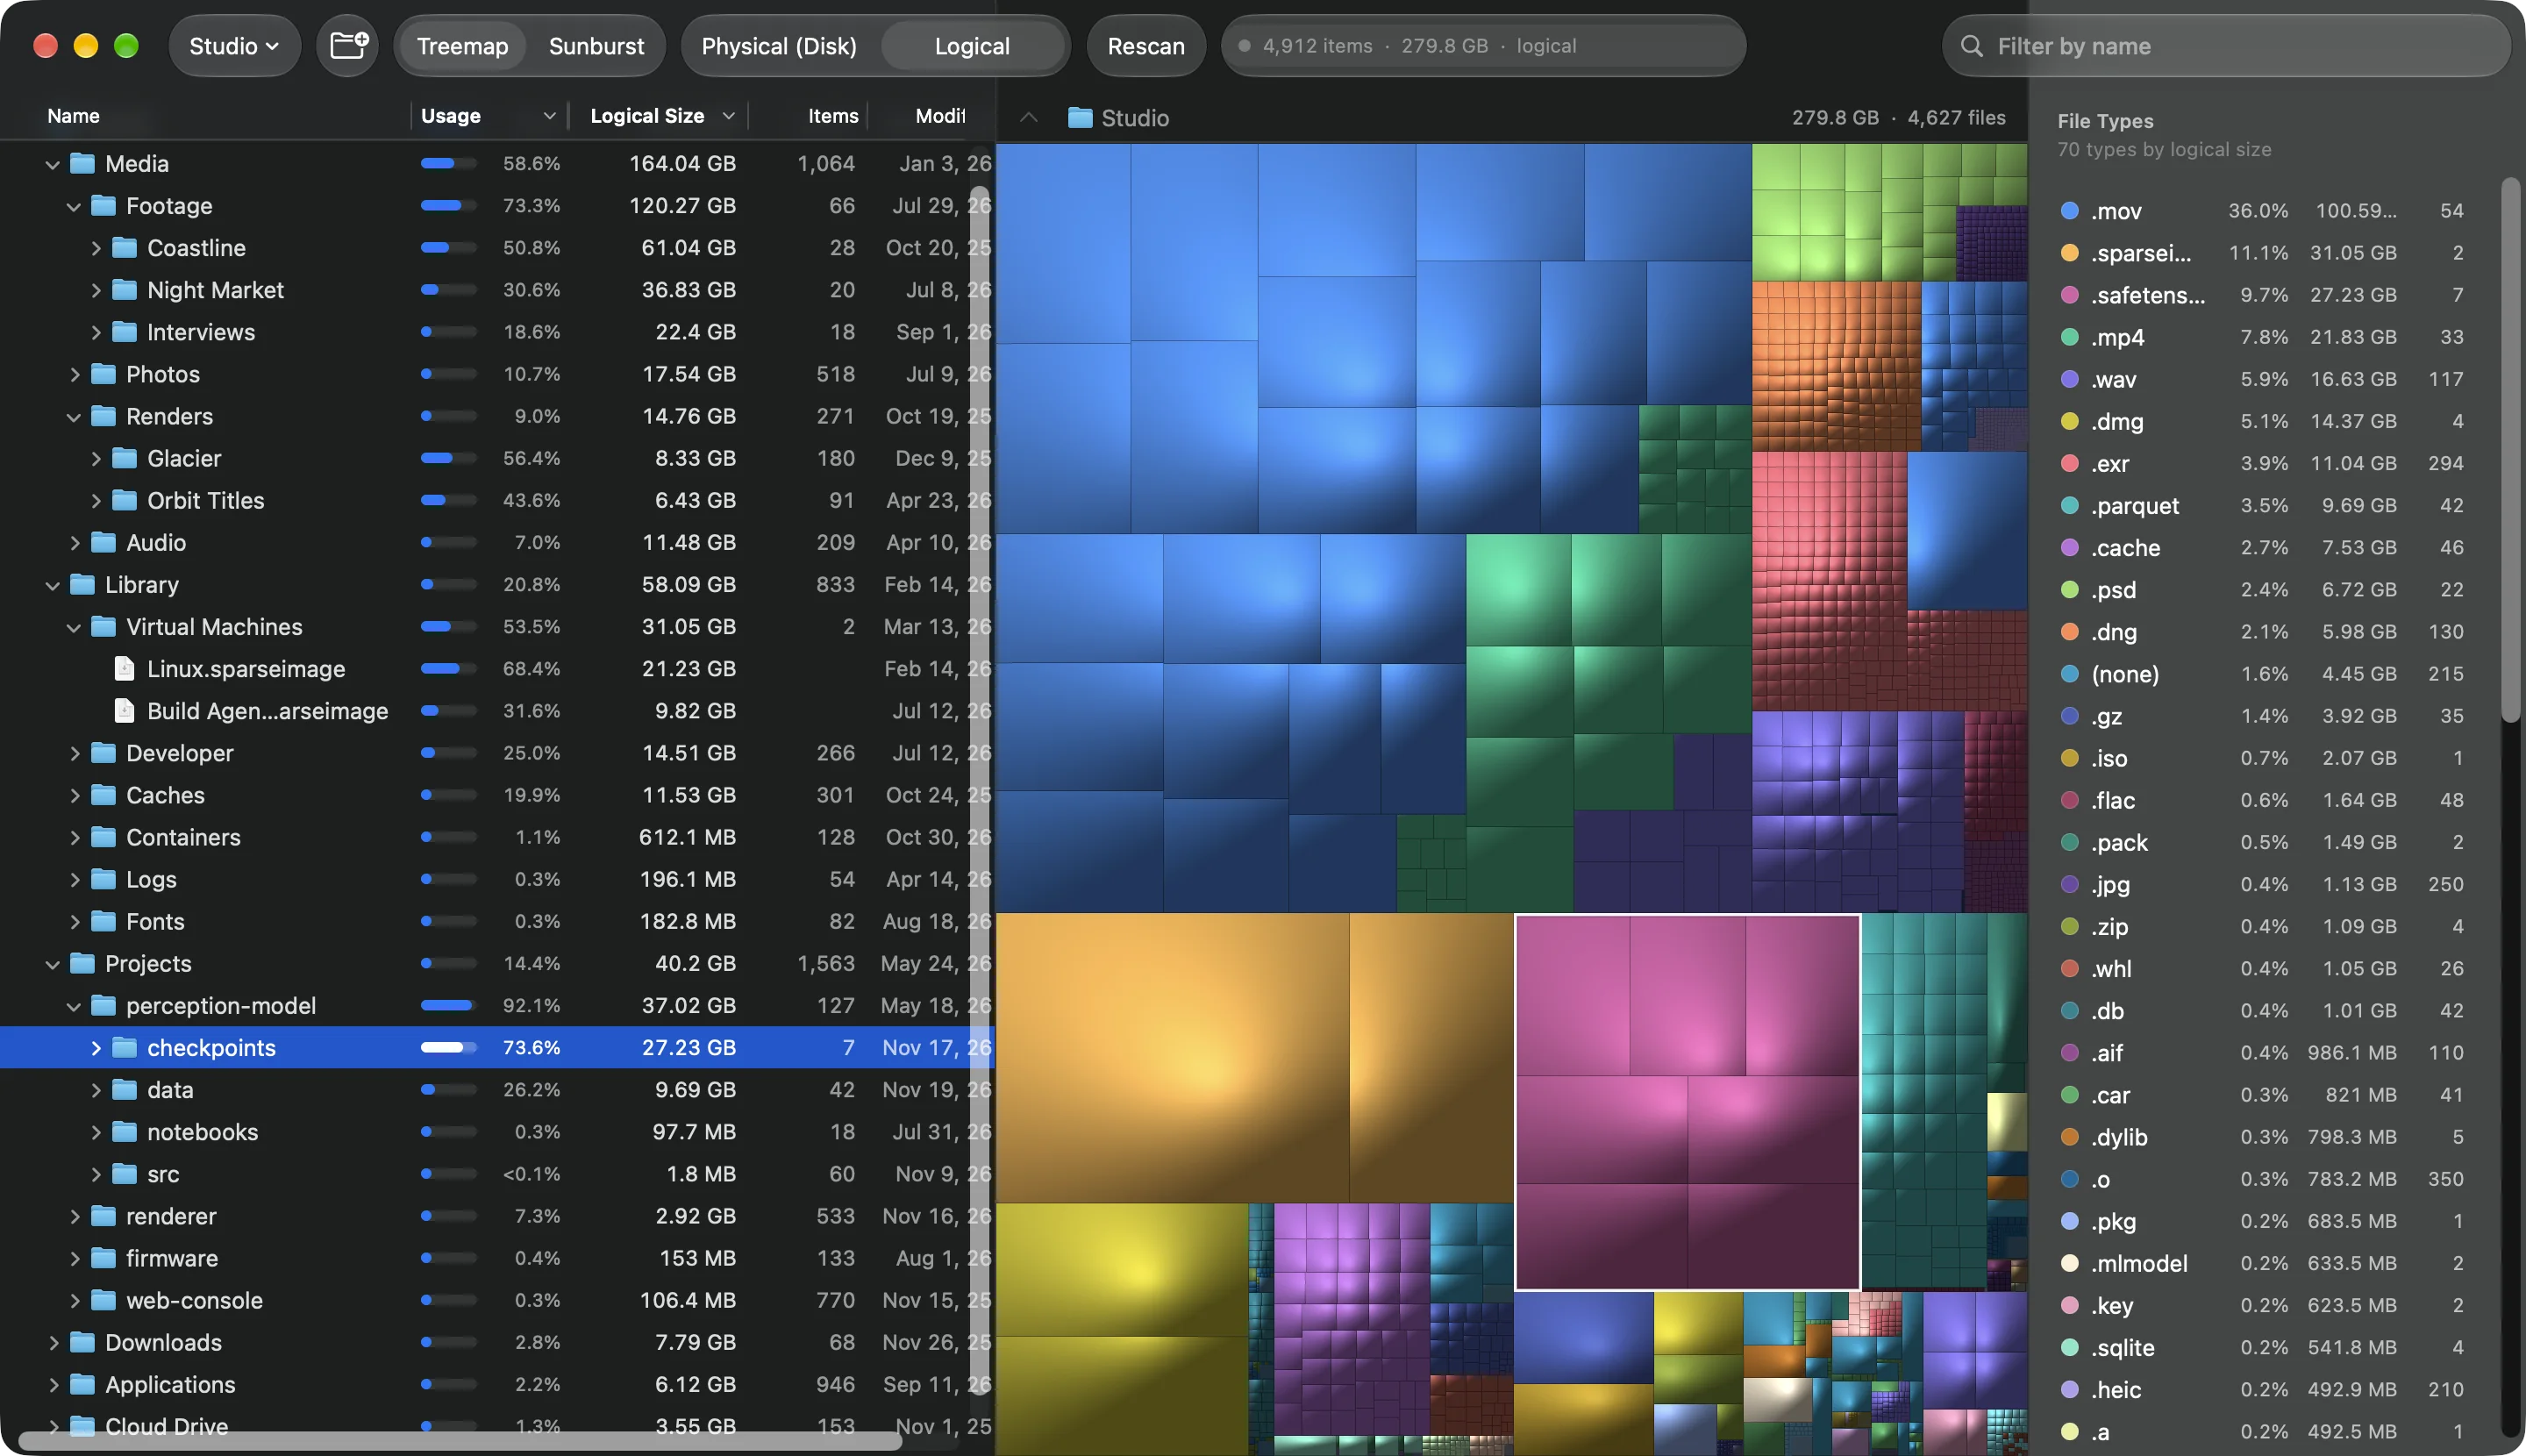 Studio
Treemap Sunburst
Physical (Disk) Logical
Rescan
4,912 items · 279.8 GB · logical
Filter by name
Name Usage Logical Size Items Modif
Media 58.6% 164.04 GB 1,064 Jan 3, 26
Footage 73.3% 120.27 GB 66 Jul 29, 26
Coastline 50.8% 61.04 GB 28 Oct 20, 25
Night Market 30.6% 36.83 GB 20 Jul 8, 26
Interviews 18.6% 22.4 GB 18 Sep 1, 26
Photos 10.7% 17.54 GB 518 Jul 9, 26
Renders 9.0% 14.76 GB 271 Oct 19, 25
Glacier 56.4% 8.33 GB 180 Dec 9, 25
Orbit Titles 43.6% 6.43 GB 91 Apr 23, 26
Audio 7.0% 11.48 GB 209 Apr 10, 26
Library 20.8% 58.09 GB 833 Feb 14, 26
Virtual Machines 53.5% 31.05 GB 2 Mar 13, 26
Linux.sparseimage 68.4% 21.23 GB Feb 14, 26
Build Agen...arseimage 31.6% 9.82 GB Jul 12, 26
Developer 25.0% 14.51 GB 266 Jul 12, 26
Caches 19.9% 11.53 GB 301 Oct 24, 25
Containers 1.1% 612.1 MB 128 Oct 30, 26
Logs 0.3% 196.1 MB 54 Apr 14, 26
Fonts 0.3% 182.8 MB 82 Aug 18, 26
Projects 14.4% 40.2 GB 1,563 May 24, 26
perception-model 92.1% 37.02 GB 127 May 18, 26
checkpoints 73.6% 27.23 GB 7 Nov 17, 26
data 26.2% 9.69 GB 42 Nov 19, 26
notebooks 0.3% 97.7 MB 18 Jul 31, 26
src <0.1% 1.8 MB 60 Nov 9, 26
renderer 7.3% 2.92 GB 533 Nov 16, 26
firmware 0.4% 153 MB 133 Aug 1, 26
web-console 0.3% 106.4 MB 770 Nov 15, 25
Downloads 2.8% 7.79 GB 68 Nov 26, 25
Applications 2.2% 6.12 GB 946 Sep 11, 26
Cloud Drive 1.3% 3.55 GB 153 Nov 1, 25
Studio 279.8 GB · 4,627 files
File Types
70 types by logical size
.mov 36.0% 100.59... 54
.sparsei... 11.1% 31.05 GB 2
.safetens... 9.7% 27.23 GB 7
.mp4 7.8% 21.83 GB 33
.wav 5.9% 16.63 GB 117
.dmg 5.1% 14.37 GB 4
.exr 3.9% 11.04 GB 294
.parquet 3.5% 9.69 GB 42
.cache 2.7% 7.53 GB 46
.psd 2.4% 6.72 GB 22
.dng 2.1% 5.98 GB 130
(none) 1.6% 4.45 GB 215
.gz 1.4% 3.92 GB 35
.iso 0.7% 2.07 GB 1
.flac 0.6% 1.64 GB 48
.pack 0.5% 1.49 GB 2
.jpg 0.4% 1.13 GB 250
.zip 0.4% 1.09 GB 4
.whl 0.4% 1.05 GB 26
.db 0.4% 1.01 GB 42
.aif 0.4% 986.1 MB 110
.car 0.3% 821 MB 41
.dylib 0.3% 798.3 MB 5
.o 0.3% 783.2 MB 350
.pkg 0.2% 683.5 MB 1
.mlmodel 0.2% 633.5 MB 2
.key 0.2% 623.5 MB 2
.sqlite 0.2% 541.8 MB 4
.heic 0.2% 492.9 MB 210
.a 0.2% 492.5 MB 1